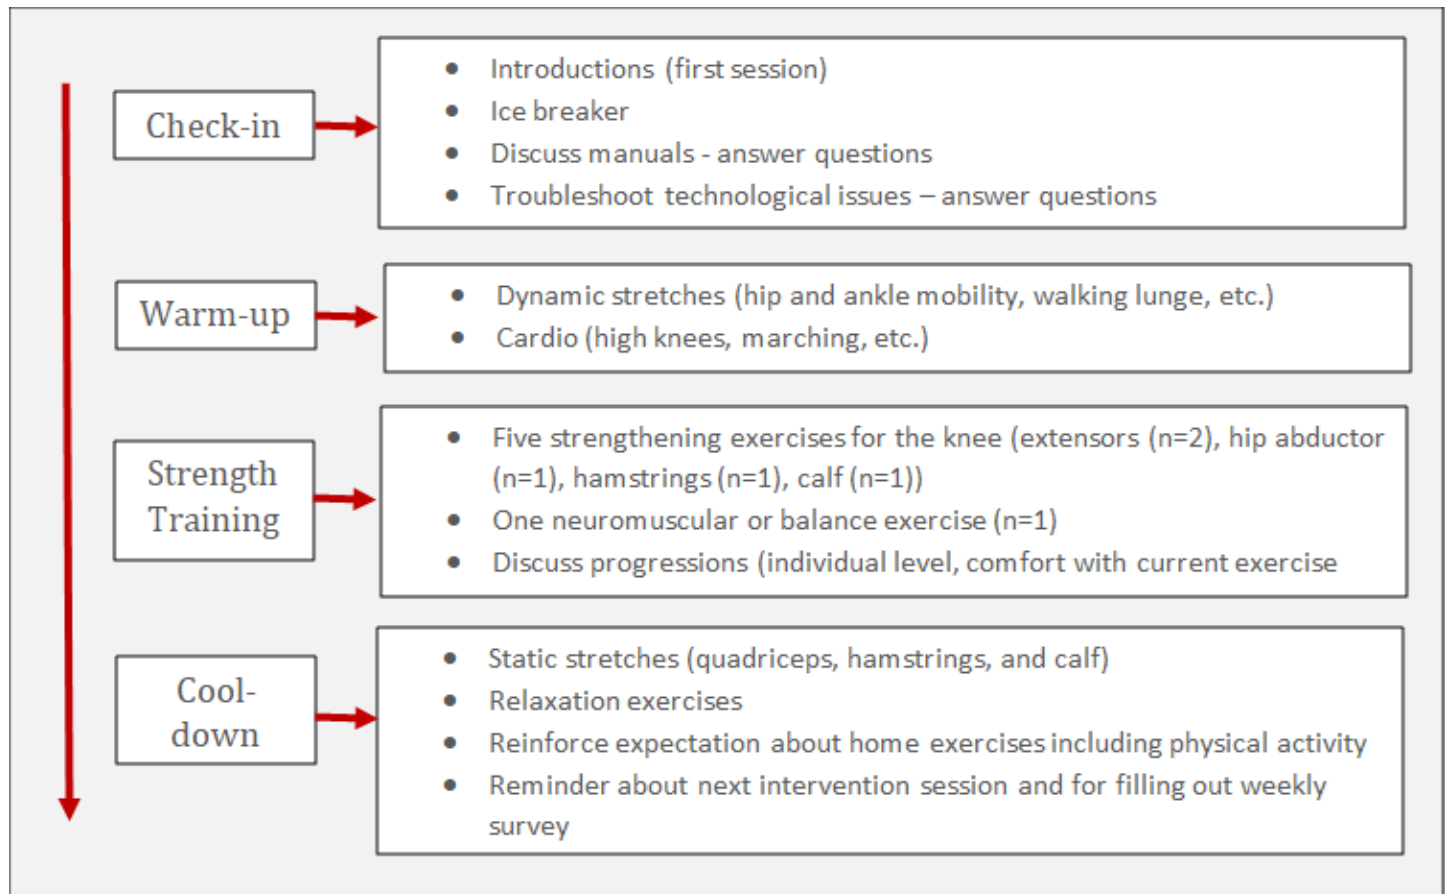 Check-in
• Introductions (first session)
• Ice breaker
• Discuss manuals - answer questions
• Troubleshoot technological issues – answer questions
Warm-up
• Dynamic stretches (hip and ankle mobility, walking lunge, etc.)
• Cardio (high knees, marching, etc.)
Strength
Training
• Five strengthening exercises for the knee (extensors (n=2), hip abductor
(n=1), hamstrings (n=1), calf (n=1))
• One neuromuscular or balance exercise (n=1)
• Discuss progressions (individual level, comfort with current exercise
Cool-
down
• Static stretches (quadriceps, hamstrings, and calf)
• Relaxation exercises
• Reinforce expectation about home exercises including physical activity
• Reminder about next intervention session and for filling out weekly
survey